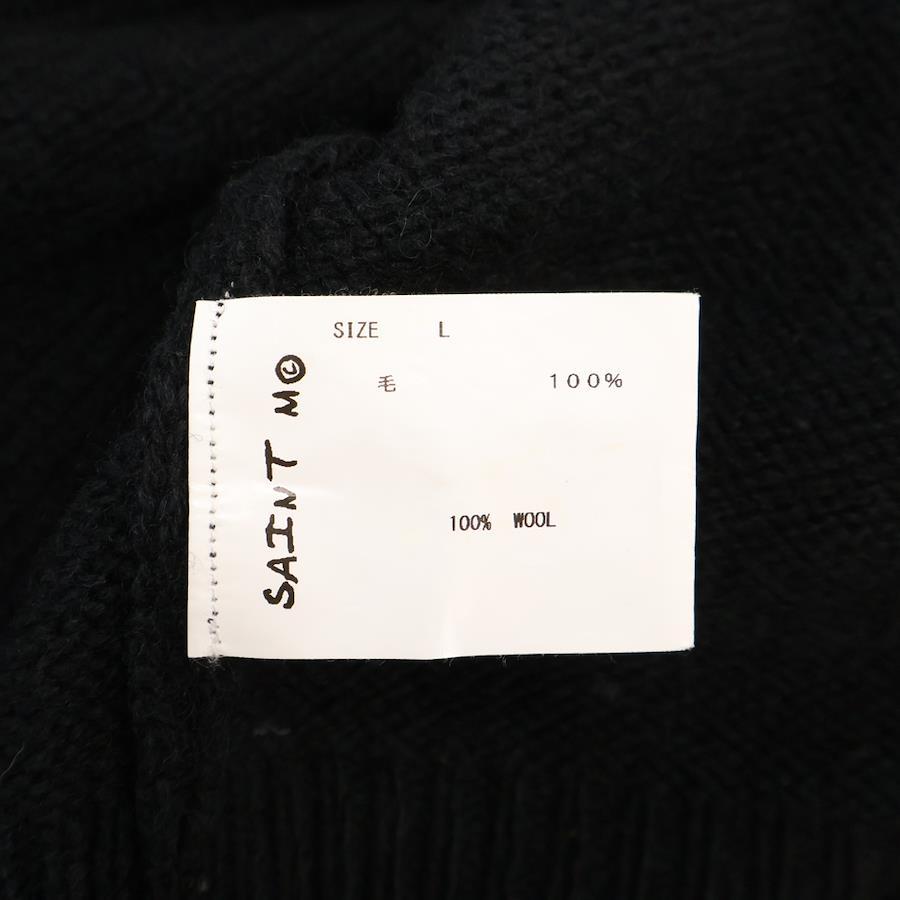 SIZE L
毛 100%
100% WOOL
SAINT M©